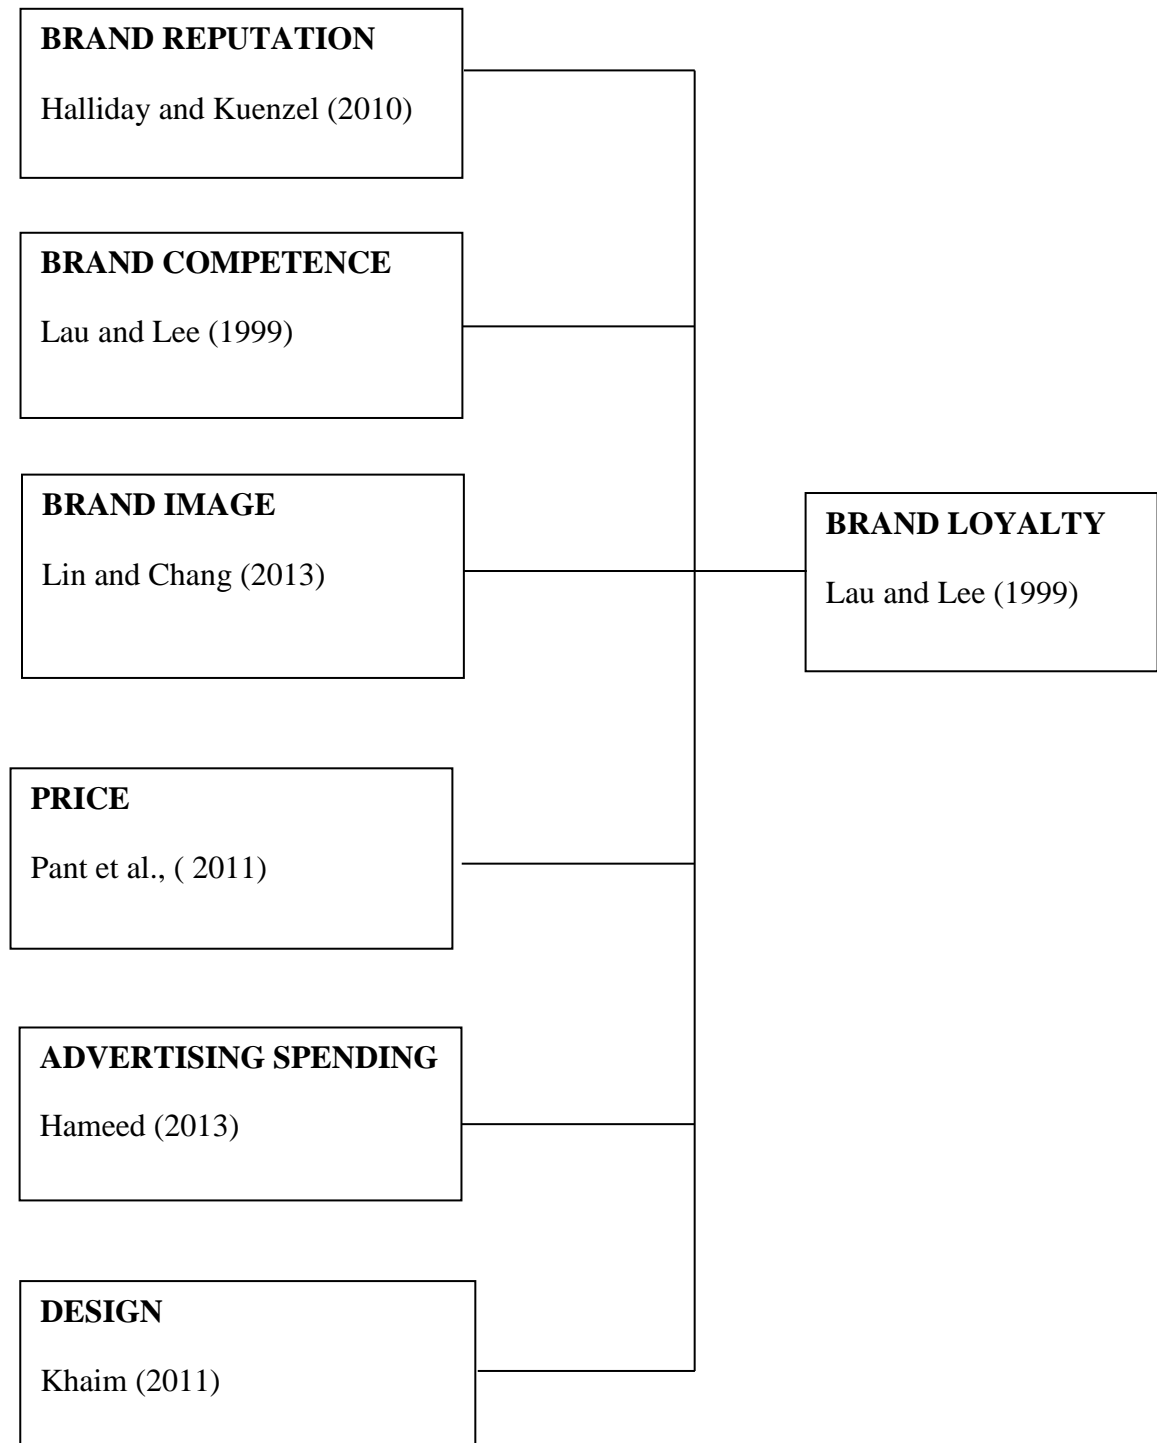 BRAND REPUTATION
Halliday and Kuenzel (2010)
BRAND COMPETENCE
Lau and Lee (1999)
BRAND IMAGE
Lin and Chang (2013)
BRAND LOYALTY
Lau and Lee (1999)
PRICE
Pant et al., ( 2011)
ADVERTISING SPENDING
Hameed (2013)
DESIGN
Khaim (2011)